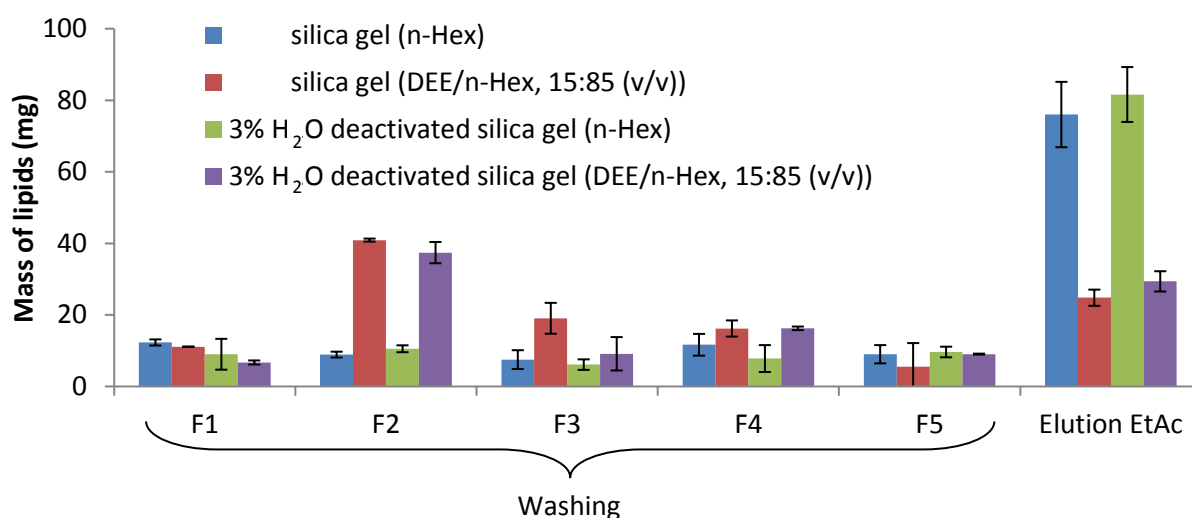 Mass of lipids (mg)
100
80
60
40
20
0
silica gel (n-Hex)
silica gel (DEE/n-Hex, 15:85 (v/v))
3% H₂O deactivated silica gel (n-Hex)
3% H₂O deactivated silica gel (DEE/n-Hex, 15:85 (v/v))
F1 F2 F3 F4 F5 Elution EtAc
Washing